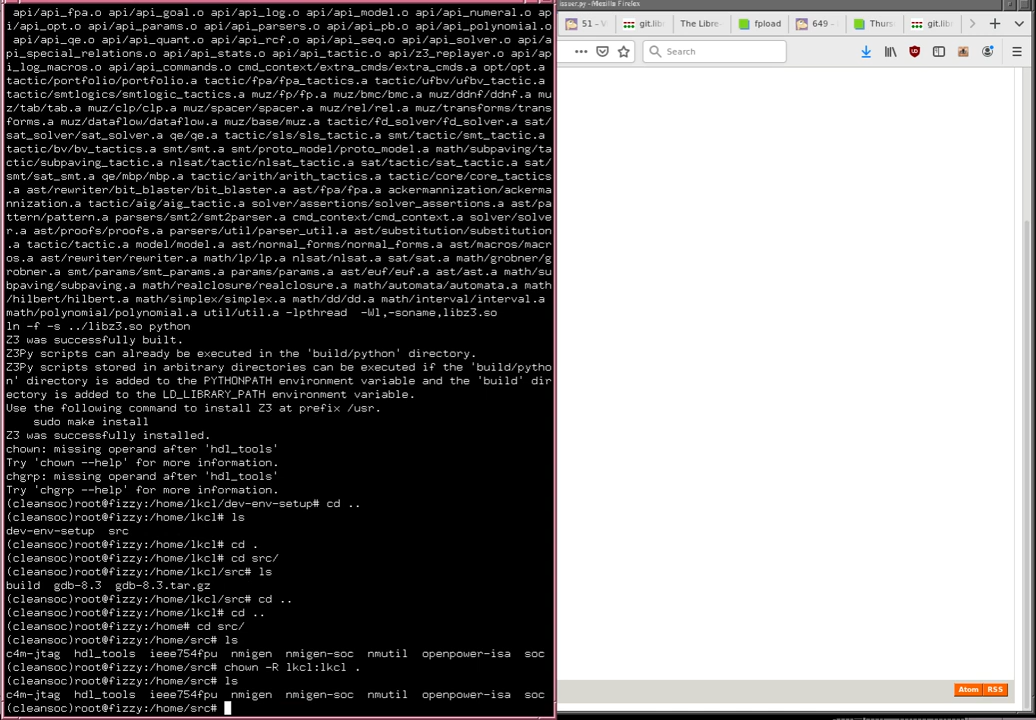 api/api_fpa.o api/api_goal.o api/api_log.o api/api_model.o api/api_numeral.o ap
i/api_opt.o api/api_params.o api/api_parsers.o api/api_pb.o api/api_polynomial.o
api/api_qe.o api/api_quant.o api/api_rcf.o api/api_seq.o api/api_solver.o api/a
pi_special_relations.o api/api_stats.o api/api_tactic.o api/z3_replayer.o api/ap
i_log_macros.o api/api_commands.o cmd_context/extra_cmds/extra_cmds.a opt/opt.a
tactic/portfolio/portfolio.a tactic/fpa/fpa_tactics.a tactic/ufbv/ufbv_tactic.a
tactic/smtlogics/smtlogic_tactics.a muz/fp/fp.a muz/bmc/bmc.a muz/ddnf/ddnf.a mu
z/tab/tab.a muz/clp/clp.a muz/spacer/spacer.a muz/rel/rel.a muz/transforms/trans
forms.a muz/dataflow/dataflow.a muz/base/muz.a tactic/fd_solver/fd_solver.a sat/
sat_solver/sat_solver.a qe/qe.a tactic/sls/sls_tactic.a smt/tactic/smt_tactic.a
tactic/bv/bv_tactics.a smt/smt.a smt/proto_model/proto_model.a math/subpaving/ta
ctic/subpaving_tactic.a nlsat/tactic/nlsat_tactic.a sat/tactic/sat_tactic.a sat/
smt/sat_smt.a qe/mbp/mbp.a tactic/arith/arith_tactics.a tactic/core/core_tactics
.a ast/rewriter/bit_blaster/bit_blaster.a ast/fpa/fpa.a ackermannization/ackerma
nnization.a tactic/aig/aig_tactic.a solver/assertions/solver_assertions.a ast/pa
ttern/pattern.a parsers/smt2/smt2parser.a cmd_context/cmd_context.a solver/solve
r.a ast/proofs/proofs.a parsers/util/parser_util.a ast/substitution/substitution
.a tactic/tactic.a model/model.a ast/normal_forms/normal_forms.a ast/macros/macr
os.a ast/rewriter/rewriter.a math/lp/lp.a nlsat/nlsat.a sat/sat.a math/grobner/g
robner.a smt/params/smt_params.a params/params.a ast/euf/euf.a ast/ast.a math/su
bpaving/subpaving.a math/realclosure/realclosure.a math/automata/automata.a math
/hilbert/hilbert.a math/simplex/simplex.a math/dd/dd.a math/interval/interval.a
math/polynomial/polynomial.a util/util.a -lpthread  -Wl,-soname,libz3.so
ln -f -s ../libz3.so python
Z3 was successfully built.
Z3Py scripts can already be executed in the 'build/python' directory.
Z3Py scripts stored in arbitrary directories can be executed if the 'build/pytho
n' directory is added to the PYTHONPATH environment variable and the 'build' dir
ectory is added to the LD_LIBRARY_PATH environment variable.
Use the following command to install Z3 at prefix /usr.
    sudo make install
Z3 was successfully installed.
chown: missing operand after 'hdl_tools'
Try 'chown --help' for more information.
chgrp: missing operand after 'hdl_tools'
Try 'chgrp --help' for more information.
(cleansoc)root@fizzy:/home/lkcl/dev-env-setup# cd ..
(cleansoc)root@fizzy:/home/lkcl# ls
dev-env-setup  src
(cleansoc)root@fizzy:/home/lkcl# cd .
(cleansoc)root@fizzy:/home/lkcl# cd src/
(cleansoc)root@fizzy:/home/lkcl/src# ls
build  gdb-8.3  gdb-8.3.tar.gz
(cleansoc)root@fizzy:/home/lkcl/src# cd ..
(cleansoc)root@fizzy:/home/lkcl# cd ..
(cleansoc)root@fizzy:/home# cd src/
(cleansoc)root@fizzy:/home/src# ls
c4m-jtag  hdl_tools  ieee754fpu  nmigen  nmigen-soc  nmutil  openpower-isa  soc
(cleansoc)root@fizzy:/home/src# chown -R lkcl:lkcl .
(cleansoc)root@fizzy:/home/src# ls
c4m-jtag  hdl_tools  ieee754fpu  nmigen  nmigen-soc  nmutil  openpower-isa  soc
(cleansoc)root@fizzy:/home/src#
Mozilla Firefox
51 - git.lib The Libre- fpload 649 - Thurs git.lib
Search
Atom RSS